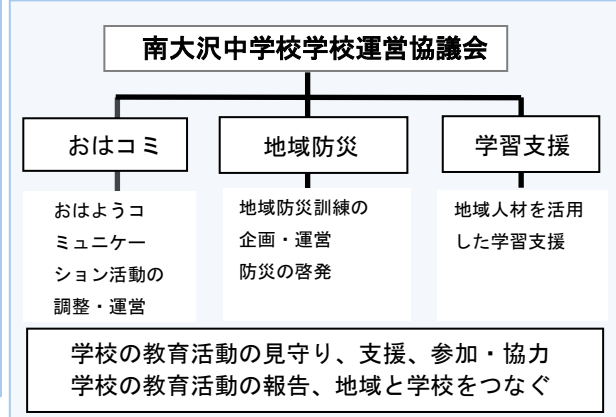 南大沢中学校学校運営協議会
おはコミ
地域防災
学習支援
おはようコ
ミュニケー
ション活動の
調整・運営
地域防災訓練の
企画・運営
防災の啓発
地域人材を活用
した学習支援
学校の教育活動の見守り、支援、参加・協力
学校の教育活動の報告、地域と学校をつなぐ